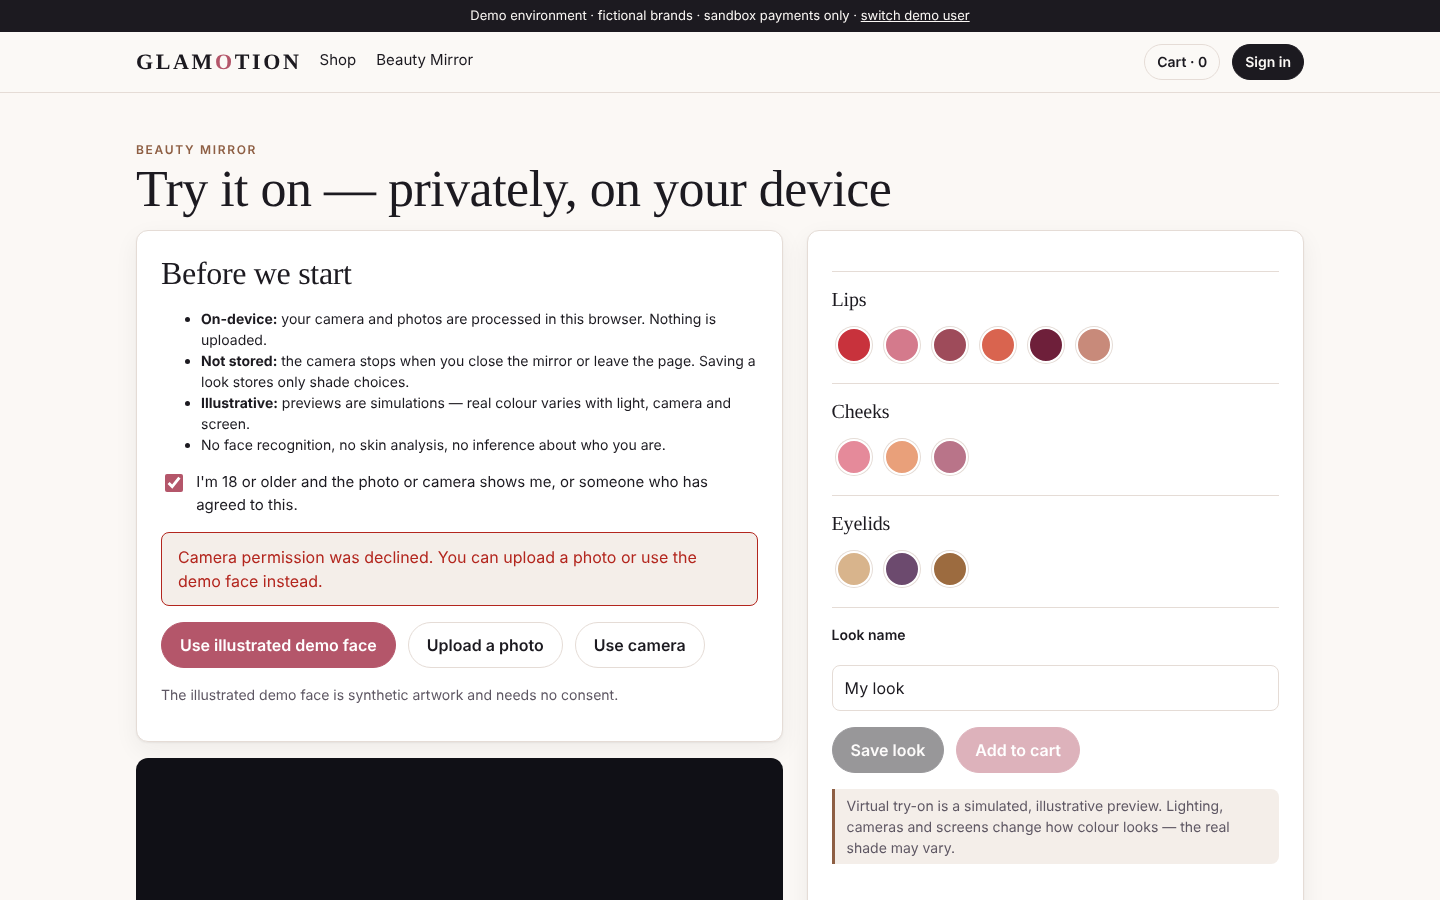 Demo environment · fictional brands · sandbox payments only · switch demo user
GLAMOTION
Shop
Beauty Mirror
Cart · 0
Sign in
BEAUTY MIRROR
Try it on — privately, on your device
Before we start
On-device: your camera and photos are processed in this browser. Nothing is
uploaded.
Not stored: the camera stops when you close the mirror or leave the page. Saving a
look stores only shade choices.
Illustrative: previews are simulations — real colour varies with light, camera and
screen.
No face recognition, no skin analysis, no inference about who you are.
I'm 18 or older and the photo or camera shows me, or someone who has
agreed to this.
Camera permission was declined. You can upload a photo or use the
demo face instead.
Use illustrated demo face
Upload a photo
Use camera
The illustrated demo face is synthetic artwork and needs no consent.
Lips
Cheeks
Eyelids
Look name
My look
Save look
Add to cart
Virtual try-on is a simulated, illustrative preview. Lighting,
cameras and screens change how colour looks — the real
shade may vary.